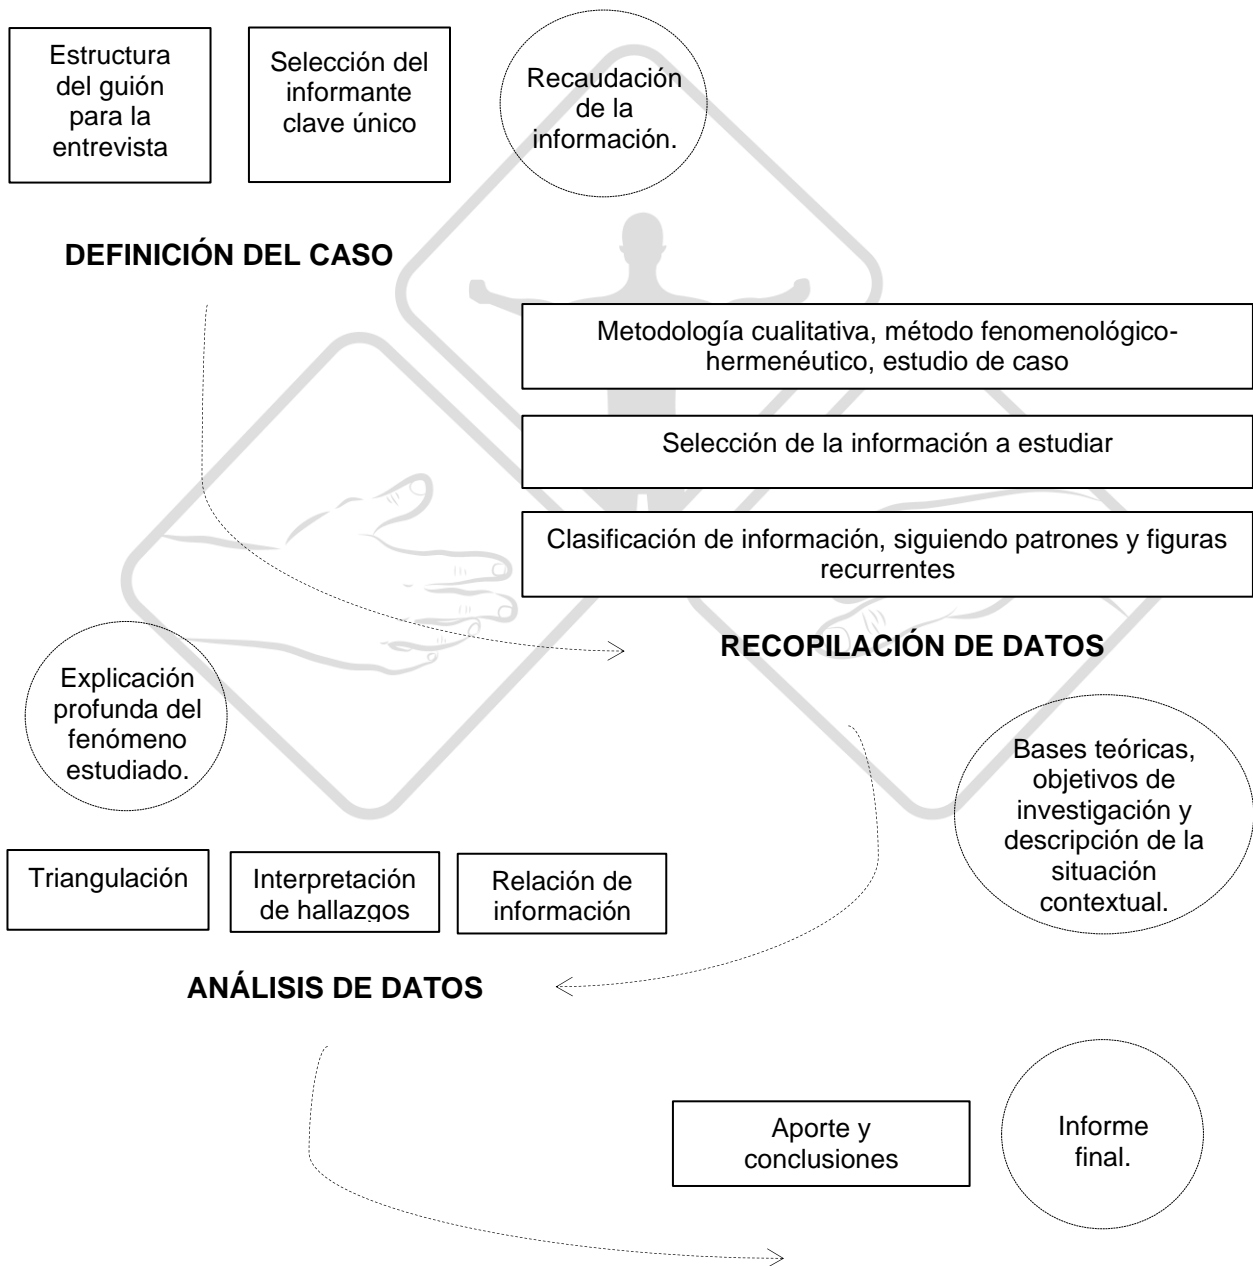 Estructura
del guión
para la
entrevista
Selección del
informante
clave único
Recaudación
de la
información.
DEFINICIÓN DEL CASO
Metodología cualitativa, método fenomenológico-
hermenéutico, estudio de caso
Selección de la información a estudiar
Clasificación de información, siguiendo patrones y figuras
recurrentes
RECOPILACIÓN DE DATOS
Explicación
profunda del
fenómeno
estudiado.
Bases teóricas,
objetivos de
investigación y
descripción de la
situación
contextual.
Triangulación
Interpretación
de hallazgos
Relación de
información
ANÁLISIS DE DATOS
Aporte y
conclusiones
Informe
final.